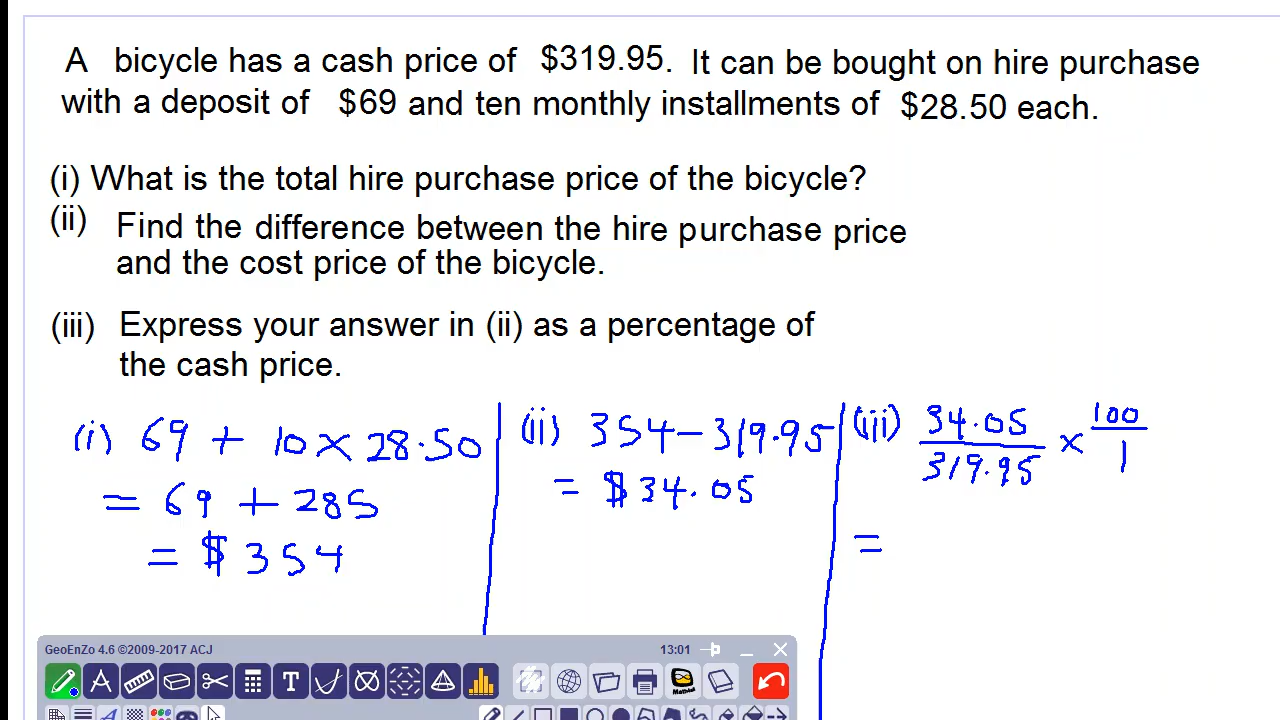 A bicycle has a cash price of $319.95. It can be bought on hire purchase
with a deposit of $69 and ten monthly installments of $28.50 each.
(i) What is the total hire purchase price of the bicycle?
(ii) Find the difference between the hire purchase price
and the cost price of the bicycle.
(iii) Express your answer in (ii) as a percentage of
the cash price.
(i) 69 + 10 × 28.50
= 69 + 285
= $354
(ii) 354 - 319.95
= $34.05
(iii) 34.05/319.95 × 100/1
=
GeoEnZo 4.6 ©2009-2017 ACJ 13:01
T